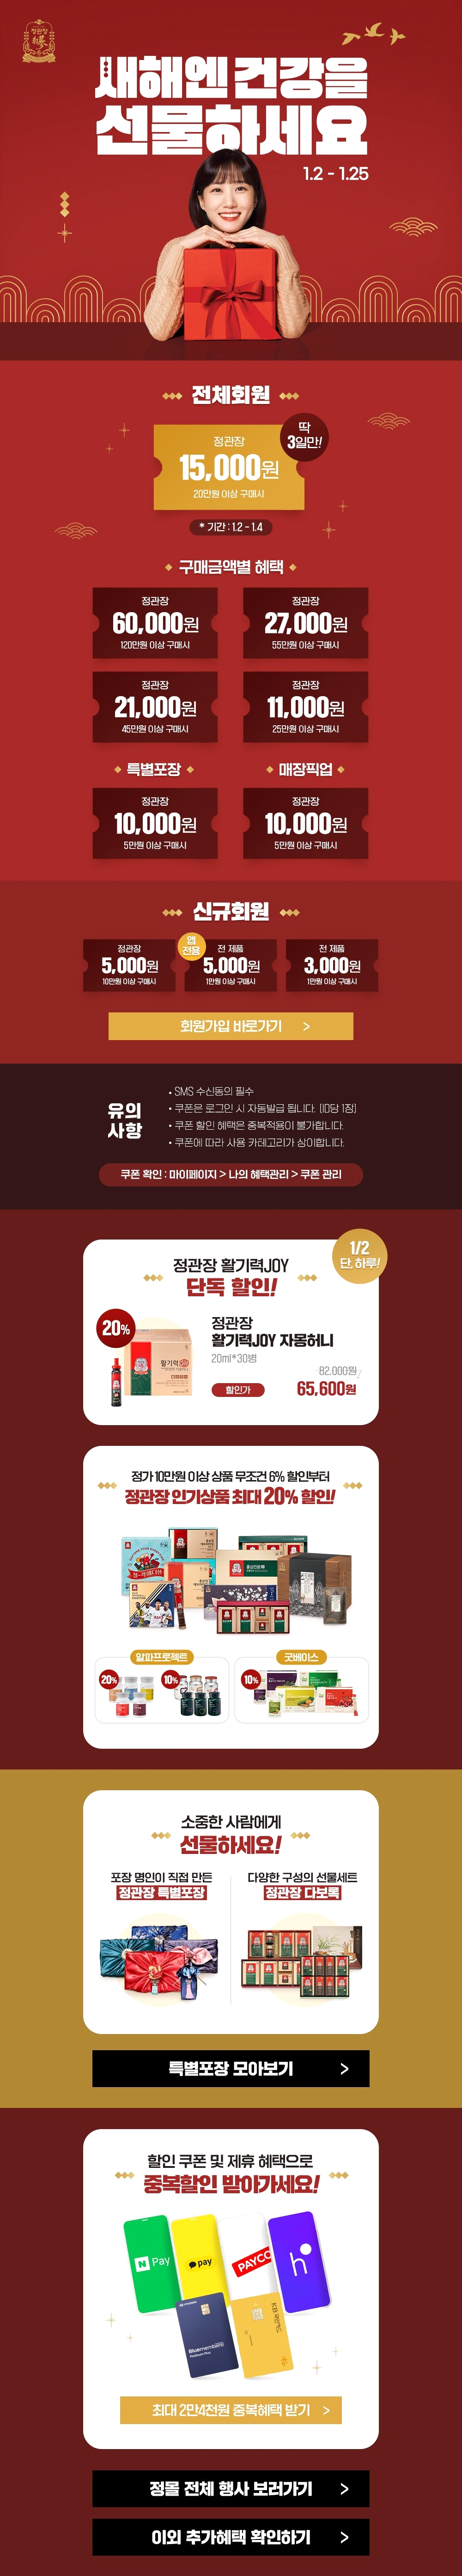 정관장
새해엔 건강을
선물하세요
1.2 - 1.25
전체회원
딱
3일만!
정관장
15,000원
20만원 이상 구매시
* 기간 : 1.2 - 1.4
구매금액별 혜택
정관장
60,000원
120만원 이상 구매시
정관장
27,000원
55만원 이상 구매시
정관장
21,000원
45만원 이상 구매시
정관장
11,000원
25만원 이상 구매시
특별포장
정관장
10,000원
5만원 이상 구매시
매장픽업
정관장
10,000원
5만원 이상 구매시
신규회원
정관장
5,000원
10만원 이상 구매시
앱
전용
전 제품
5,000원
1만원 이상 구매시
전 제품
3,000원
1만원 이상 구매시
회원가입 바로가기 >
유의
사항
• SMS 수신동의 필수
• 쿠폰은 로그인 시 자동발급 됩니다. (ID당 1장)
• 쿠폰 할인 혜택은 중복적용이 불가합니다.
• 쿠폰에 따라 사용 카테고리가 상이합니다.
쿠폰 확인 : 마이페이지 > 나의 혜택관리 > 쿠폰 관리
1/2
단, 하루!
정관장 활기력JOY
단독 할인!
20%
활기력
정관장
활기력JOY 자몽허니
20ml*30병
82,000원
할인가
65,600원
정가 10만원 이상 상품 무조건 6% 할인부터
정관장 인기상품 최대 20% 할인!
알파프로젝트
20%
10%
굿베이스
10%
소중한 사람에게
선물하세요!
포장 명인이 직접 만든
정관장 특별포장
다양한 구성의 선물세트
정관장 다보록
특별포장 모아보기 >
할인 쿠폰 및 제휴 혜택으로
중복할인 받아가세요!
N Pay
pay
PAYCO
h
Bluemembers
KB국민카드
최대 2만4천원 중복혜택 받기 >
정몰 전체 행사 보러가기 >
이외 추가혜택 확인하기 >